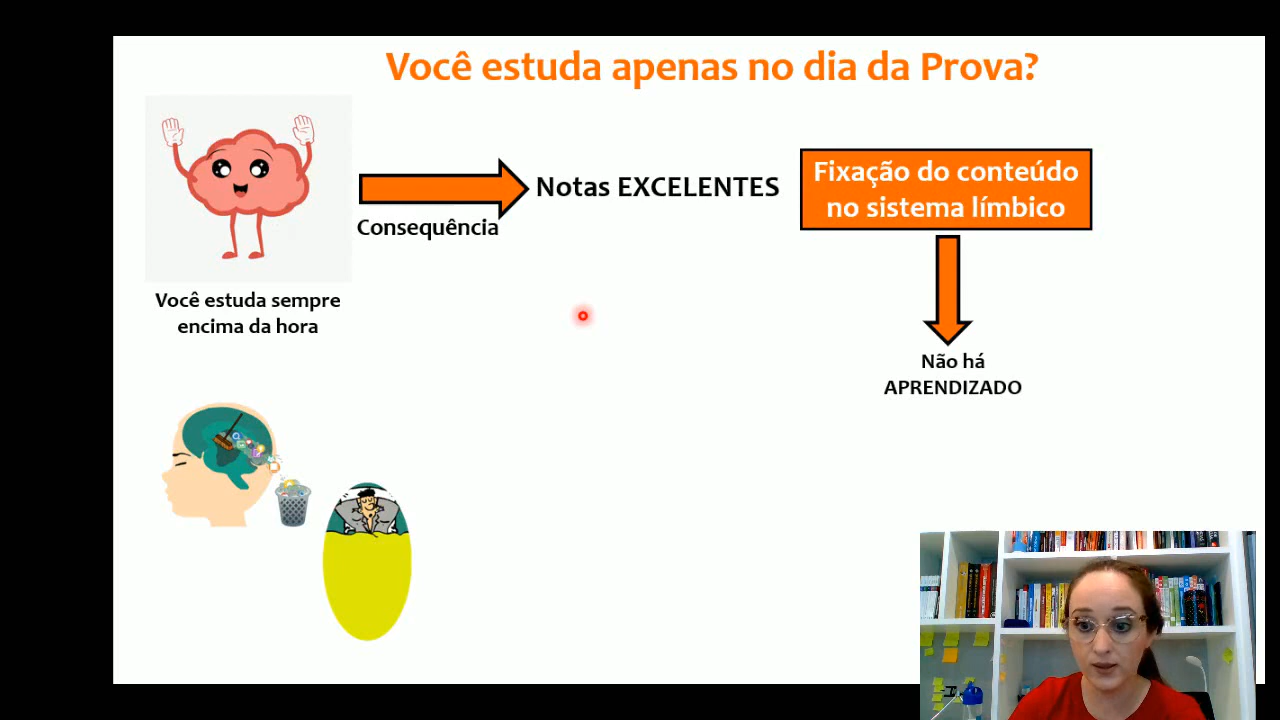 Você estuda apenas no dia da Prova?
Notas EXCELENTES
Consequência
Fixação do conteúdo
no sistema límbico
Você estuda sempre
encima da hora
Não há
APRENDIZADO